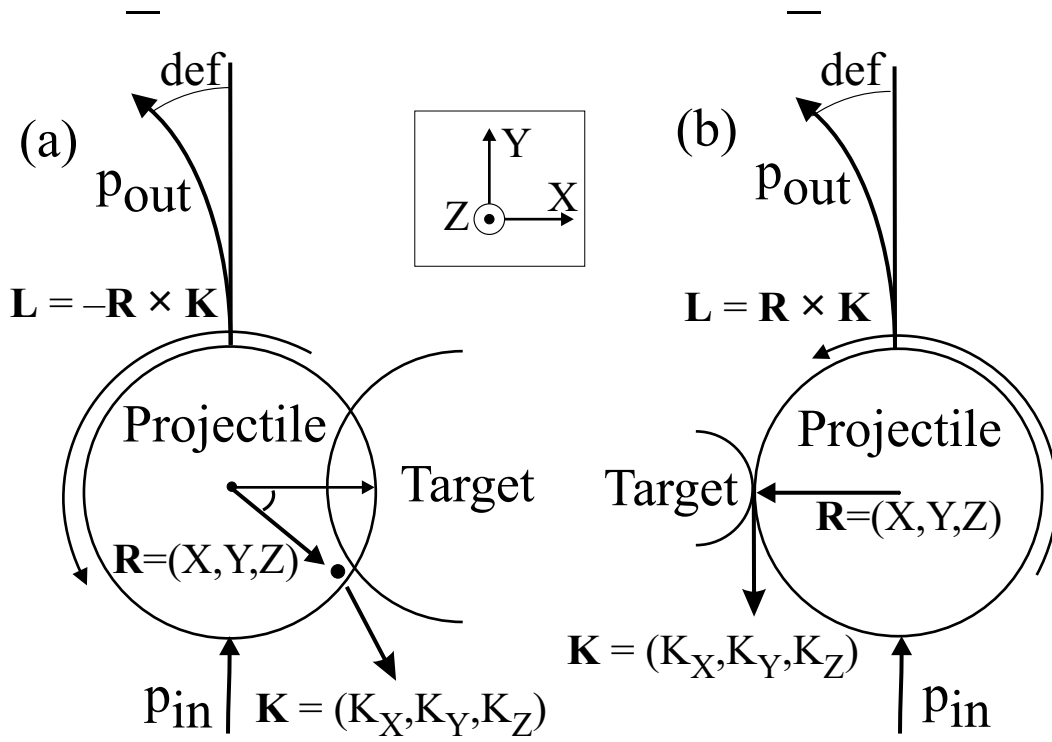 def
(a)
p_out
L = –R × K
Projectile
Target
R=(X,Y,Z)
K = (K_X,K_Y,K_Z)
p_in
Y
X
Z
def
(b)
p_out
L = R × K
Projectile
Target
R=(X,Y,Z)
K = (K_X,K_Y,K_Z)
p_in